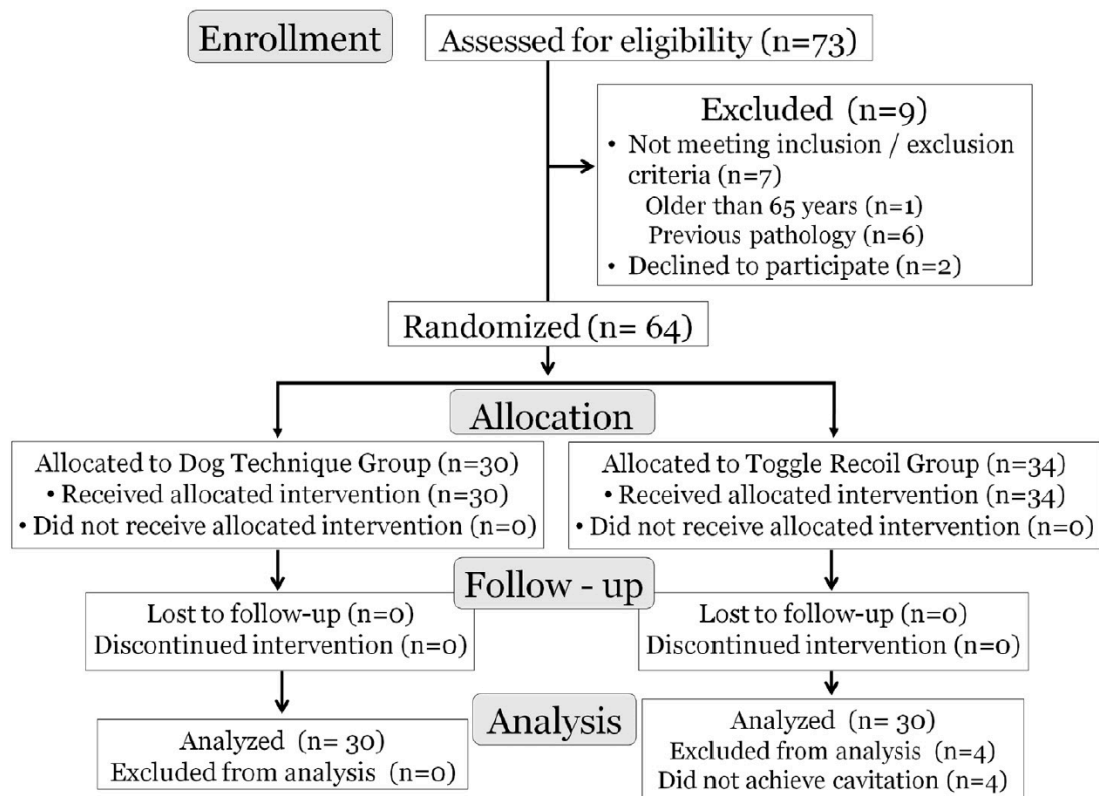 Enrollment
Assessed for eligibility (n=73)
Excluded (n=9)
• Not meeting inclusion / exclusion
criteria (n=7)
Older than 65 years (n=1)
Previous pathology (n=6)
• Declined to participate (n=2)
Randomized (n= 64)
Allocation
Allocated to Dog Technique Group (n=30)
• Received allocated intervention (n=30)
• Did not receive allocated intervention (n=0)
Allocated to Toggle Recoil Group (n=34)
• Received allocated intervention (n=34)
• Did not receive allocated intervention (n=0)
Follow - up
Lost to follow-up (n=0)
Discontinued intervention (n=0)
Lost to follow-up (n=0)
Discontinued intervention (n=0)
Analysis
Analyzed (n= 30)
Excluded from analysis (n=0)
Analyzed (n= 30)
Excluded from analysis (n=4)
Did not achieve cavitation (n=4)